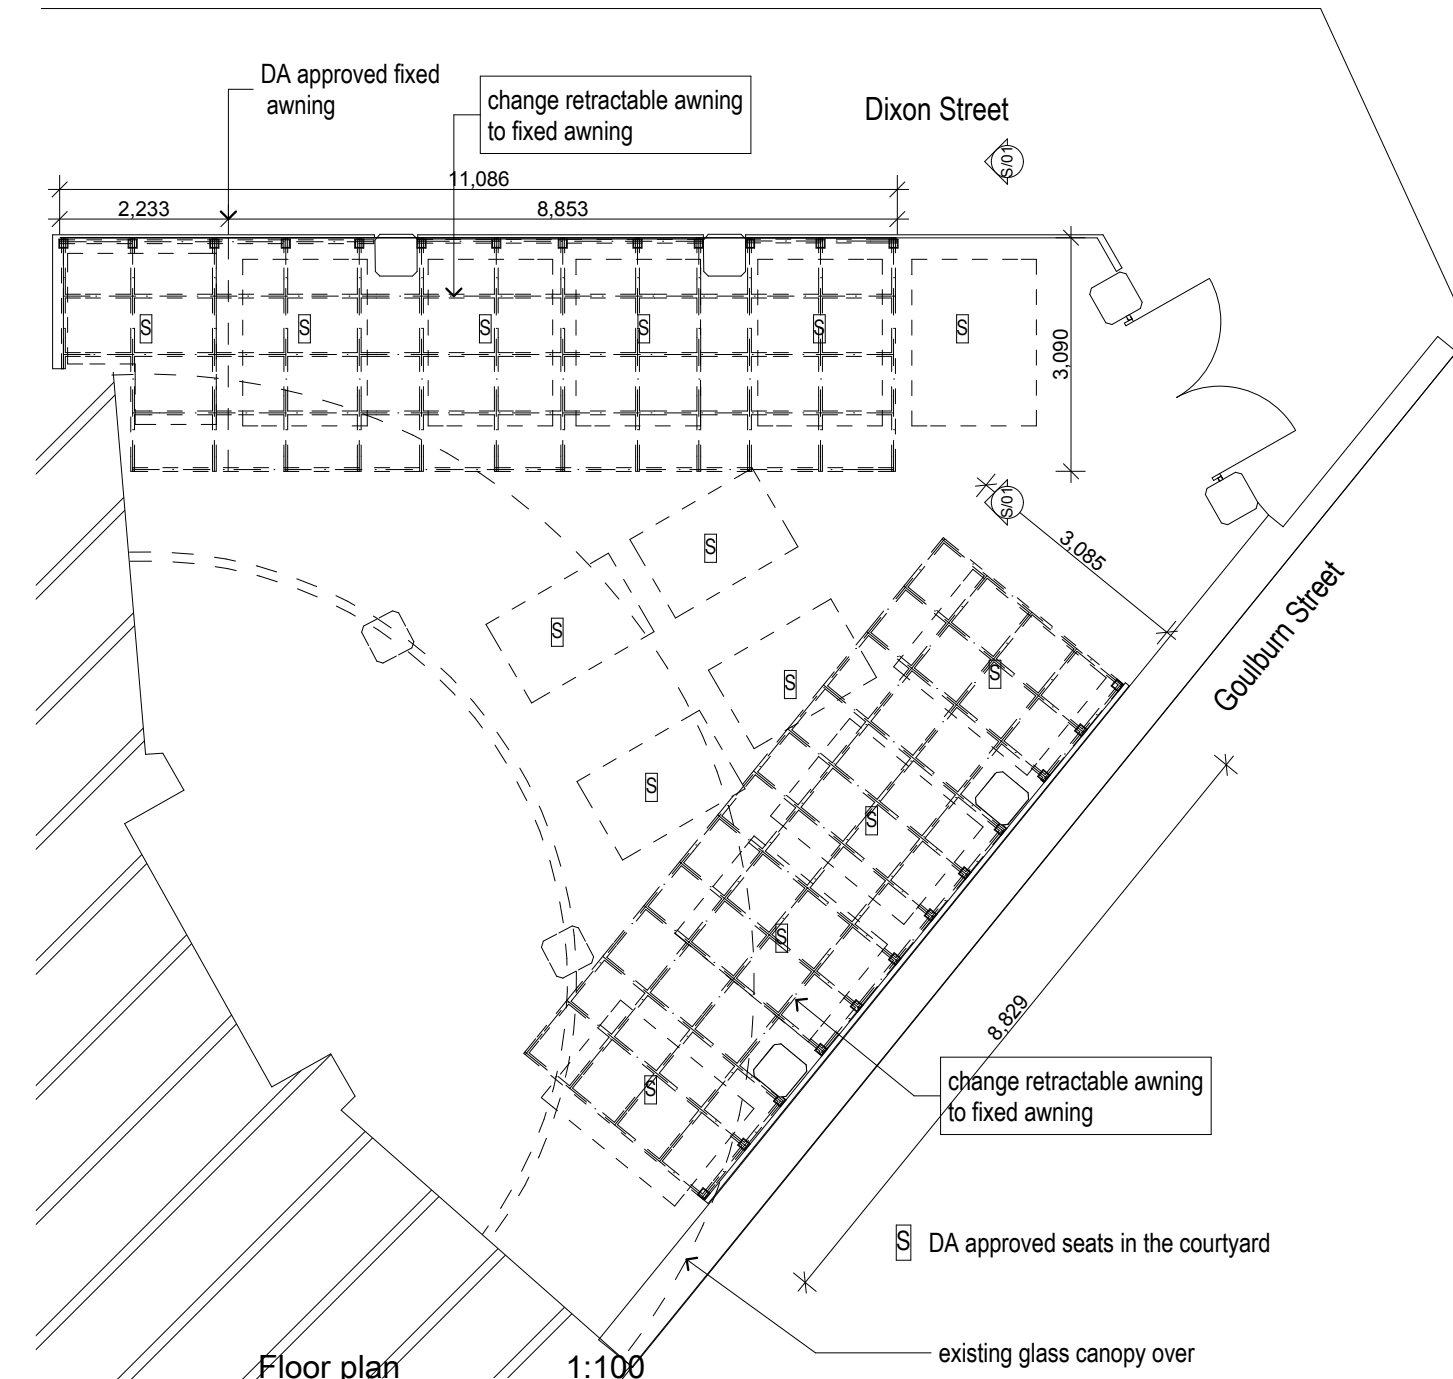 DA approved fixed
awning
change retractable awning
to fixed awning
Dixon Street
S/01
11,086
2,233
8,853
S
S
S
S
S
S
3,090
S/01
3,085
S
S
S
S
S
S
S
S
Goulburn Street
8,829
change retractable awning
to fixed awning
S DA approved seats in the courtyard
existing glass canopy over
Floor plan 1:100